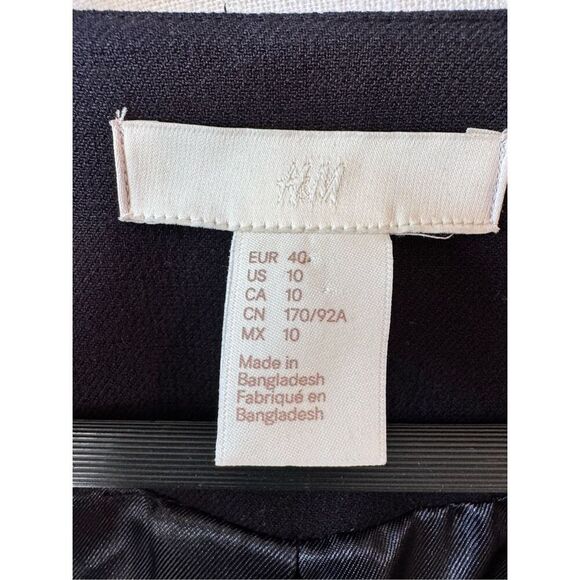 H&M
EUR 40
US 10
CA 10
CN 170/92A
MX 10
Made in
Bangladesh
Fabriqué en
Bangladesh